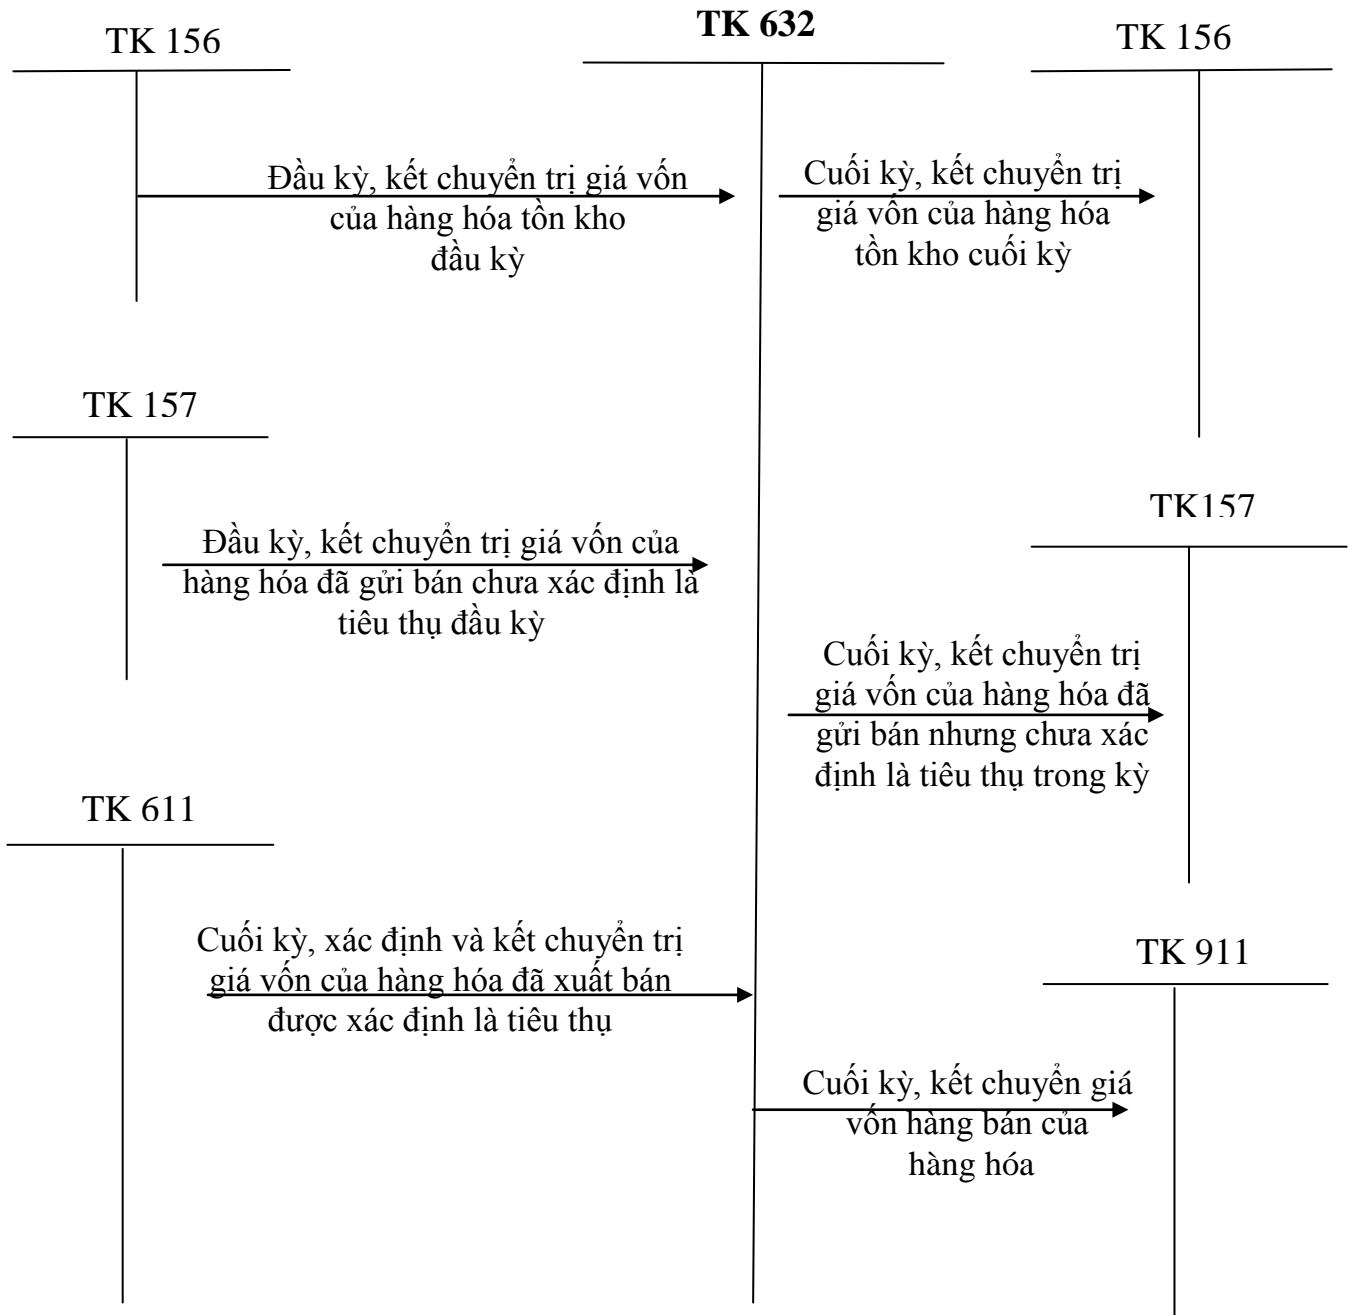 TK 156
TK 632
TK 156
Đầu kỳ, kết chuyển trị giá vốn
của hàng hóa tồn kho
đầu kỳ
Cuối kỳ, kết chuyển trị
giá vốn của hàng hóa
tồn kho cuối kỳ
TK 157
TK157
Đầu kỳ, kết chuyển trị giá vốn của
hàng hóa đã gửi bán chưa xác định là
tiêu thụ đầu kỳ
Cuối kỳ, kết chuyển trị
giá vốn của hàng hóa đã
gửi bán nhưng chưa xác
định là tiêu thụ trong kỳ
TK 611
Cuối kỳ, xác định và kết chuyển trị
giá vốn của hàng hóa đã xuất bán
được xác định là tiêu thụ
TK 911
Cuối kỳ, kết chuyển giá
vốn hàng bán của
hàng hóa